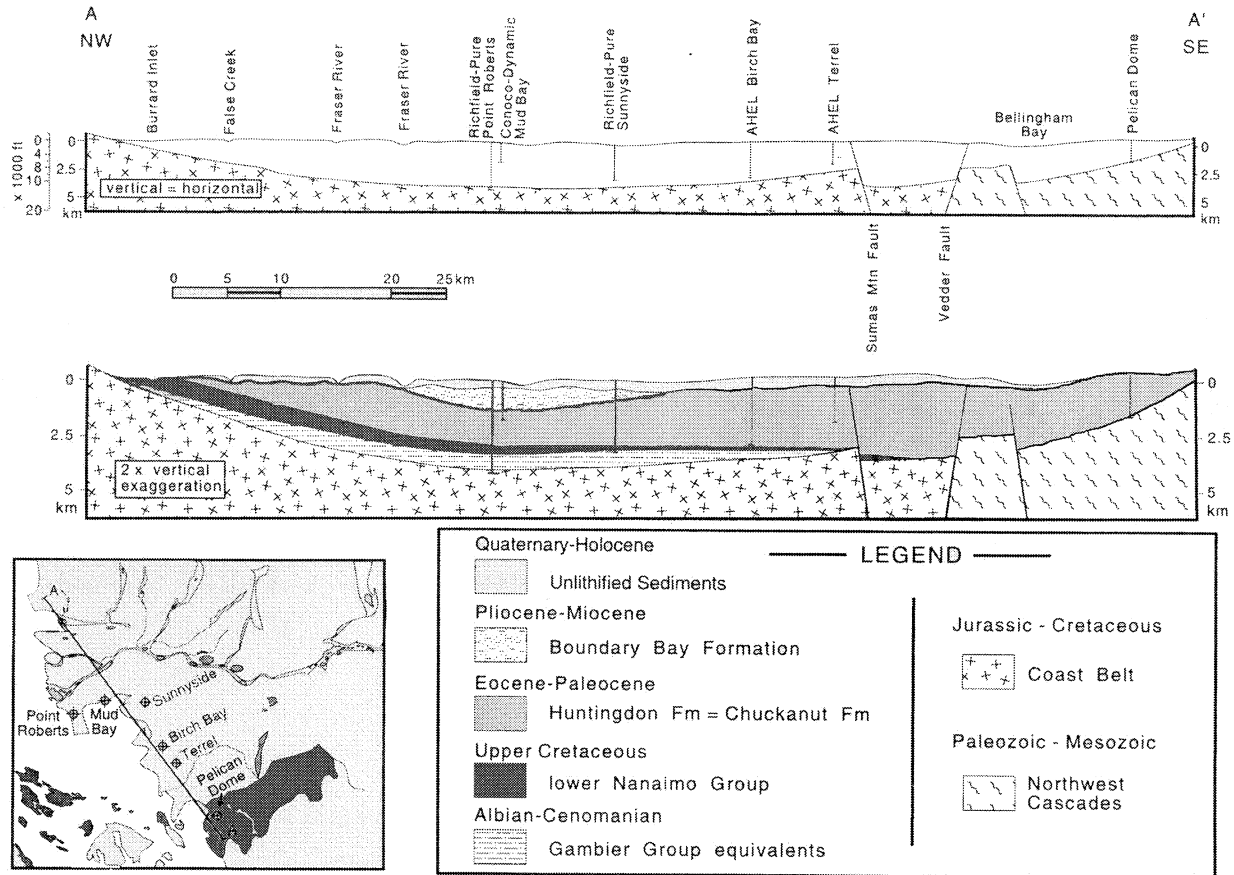 A
NW
A'
SE
Burrard Inlet
False Creek
Fraser River
Fraser River
Richfield-Pure
Point Roberts
Conoco-Dynamic
Mud Bay
Richfield-Pure
Sunnyside
AHEL Birch Bay
AHEL Terrel
Bellingham
Bay
Pelican Dome
x 1000 ft
0
4
8
10
20
0
2.5
5
km
vertical = horizontal
0
2.5
5
km
Sumas Mtn Fault
Vedder Fault
0 5 10 20 25 km
0
2.5
5
km
2 x vertical
exaggeration
0
2.5
5
km
A
Sunnyside
Point
Roberts
Mud
Bay
Birch Bay
Terrel
Pelican
Dome
LEGEND
Quaternary-Holocene
Unlithified Sediments
Pliocene-Miocene
Boundary Bay Formation
Eocene-Paleocene
Huntingdon Fm = Chuckanut Fm
Upper Cretaceous
lower Nanaimo Group
Albian-Cenomanian
Gambier Group equivalents
Jurassic - Cretaceous
Coast Belt
Paleozoic - Mesozoic
Northwest
Cascades